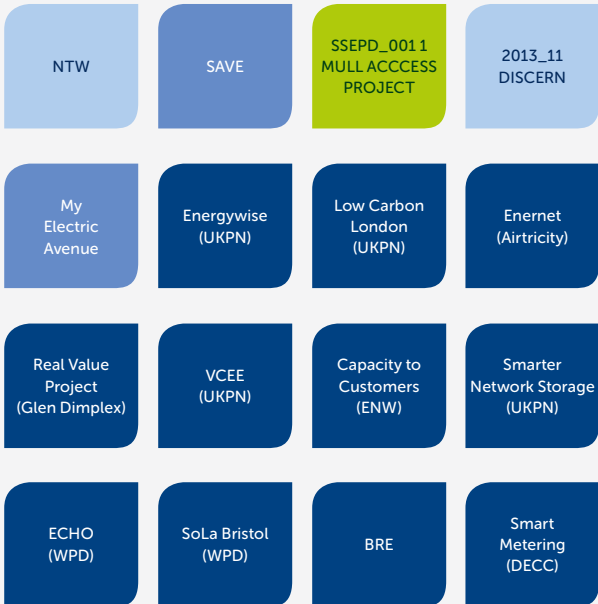 NTW
SAVE
SSEPD_0011
MULL ACCCESS
PROJECT
2013_11
DISCERN
My
Electric
Avenue
Energywise
(UKPN)
Low Carbon
London
(UKPN)
Enernet
(Airtricity)
Real Value
Project
(Glen Dimplex)
VCEE
(UKPN)
Capacity to
Customers
(ENW)
Smarter
Network Storage
(UKPN)
ECHO
(WPD)
SoLa Bristol
(WPD)
BRE
Smart
Metering
(DECC)